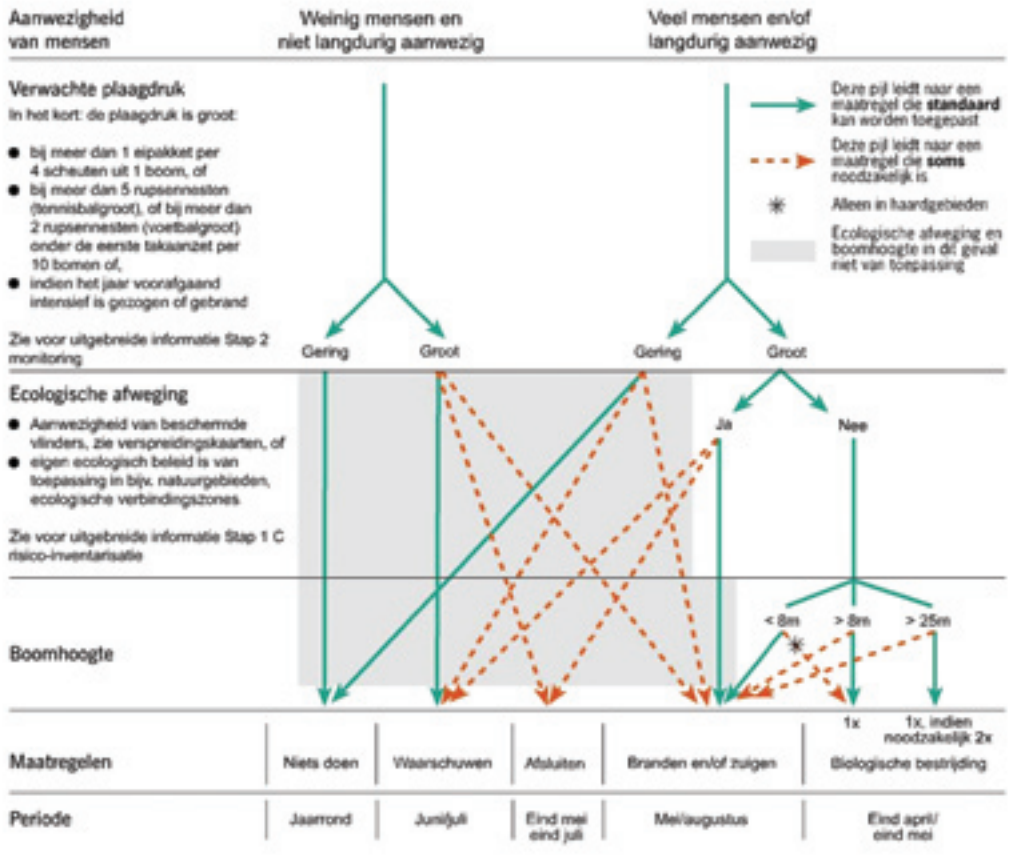 Aanwezigheid
van mensen
Weinig mensen en
niet langdurig aanwezig
Veel mensen en/of
langdurig aanwezig
Verwachte plaagdruk
In het kort: de plaagdruk is groot:
● bij meer dan 1 eipakket per
4 scheuten uit 1 boom, of
● bij meer dan 5 rupsennesten
(tennisbalgroot), of bij meer dan
2 rupsennesten (voetbalgroot)
onder de eerste takaanzet per
10 bomen of,
● indien het jaar voorafgaand
intensief is gezogen of gebrand
Zie voor uitgebreide informatie Stap 2
monitoring
Deze pijl leidt naar een
maatregel die standaard
kan worden toegepast
Deze pijl leidt naar een
maatregel die soms
noodzakelijk is
Alleen in haardgebieden
Ecologische afweging en
boomhoogte in dit geval
niet van toepassing
Gering
Groot
Gering
Groot
Ecologische afweging
● Aanwezigheid van beschermde
vlinders, zie verspreidingskaarten, of
● eigen ecologisch beleid is van
toepassing in bijv. natuurgebieden,
ecologische verbindingszones
Zie voor uitgebreide informatie Stap 1 C
risico-inventarisatie
Ja
Nee
Boomhoogte
< 8m
> 8m
> 25m
1x
1x, indien
noodzakelijk 2x
Maatregelen
Niets doen
Waarschuwen
Afsluiten
Branden en/of zuigen
Biologische bestrijding
Periode
Jaarrond
Juni/juli
Eind mei
eind juli
Mei/augustus
Eind april/
eind mei